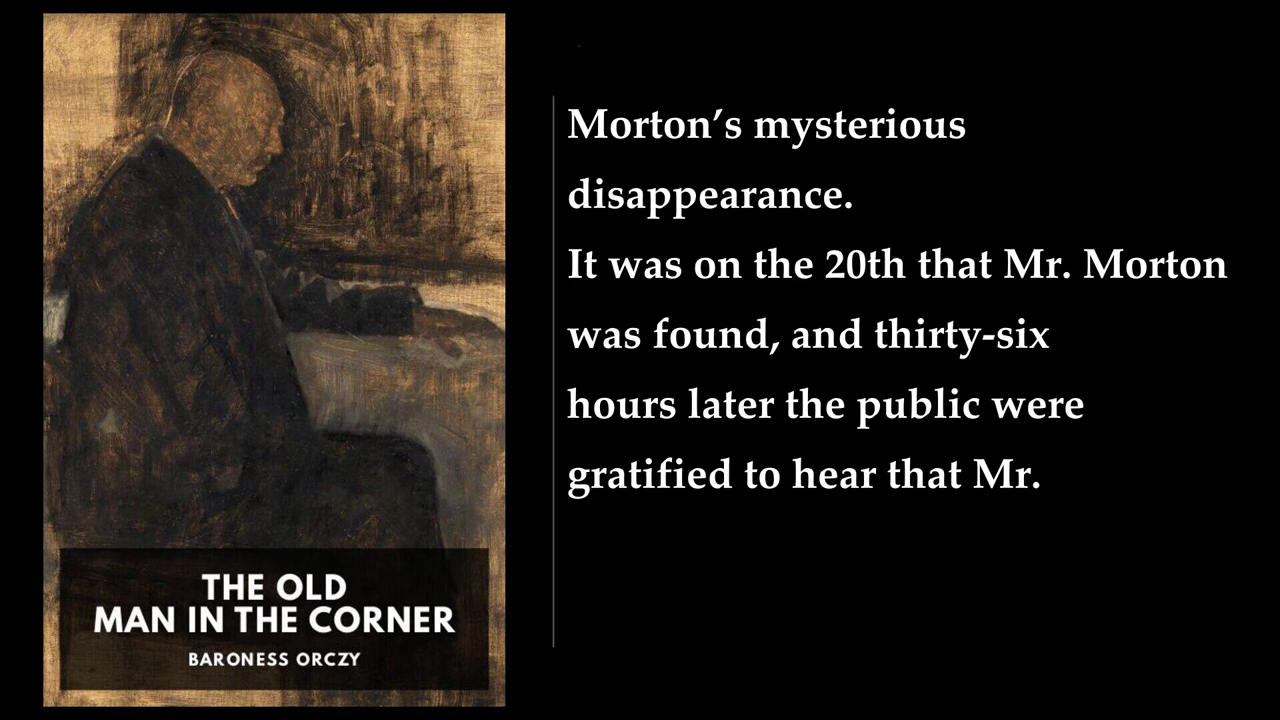 Morton’s mysterious
disappearance.
It was on the 20th that Mr. Morton
was found, and thirty-six
hours later the public were
gratified to hear that Mr.
THE OLD
MAN IN THE CORNER
BARONESS ORCZY